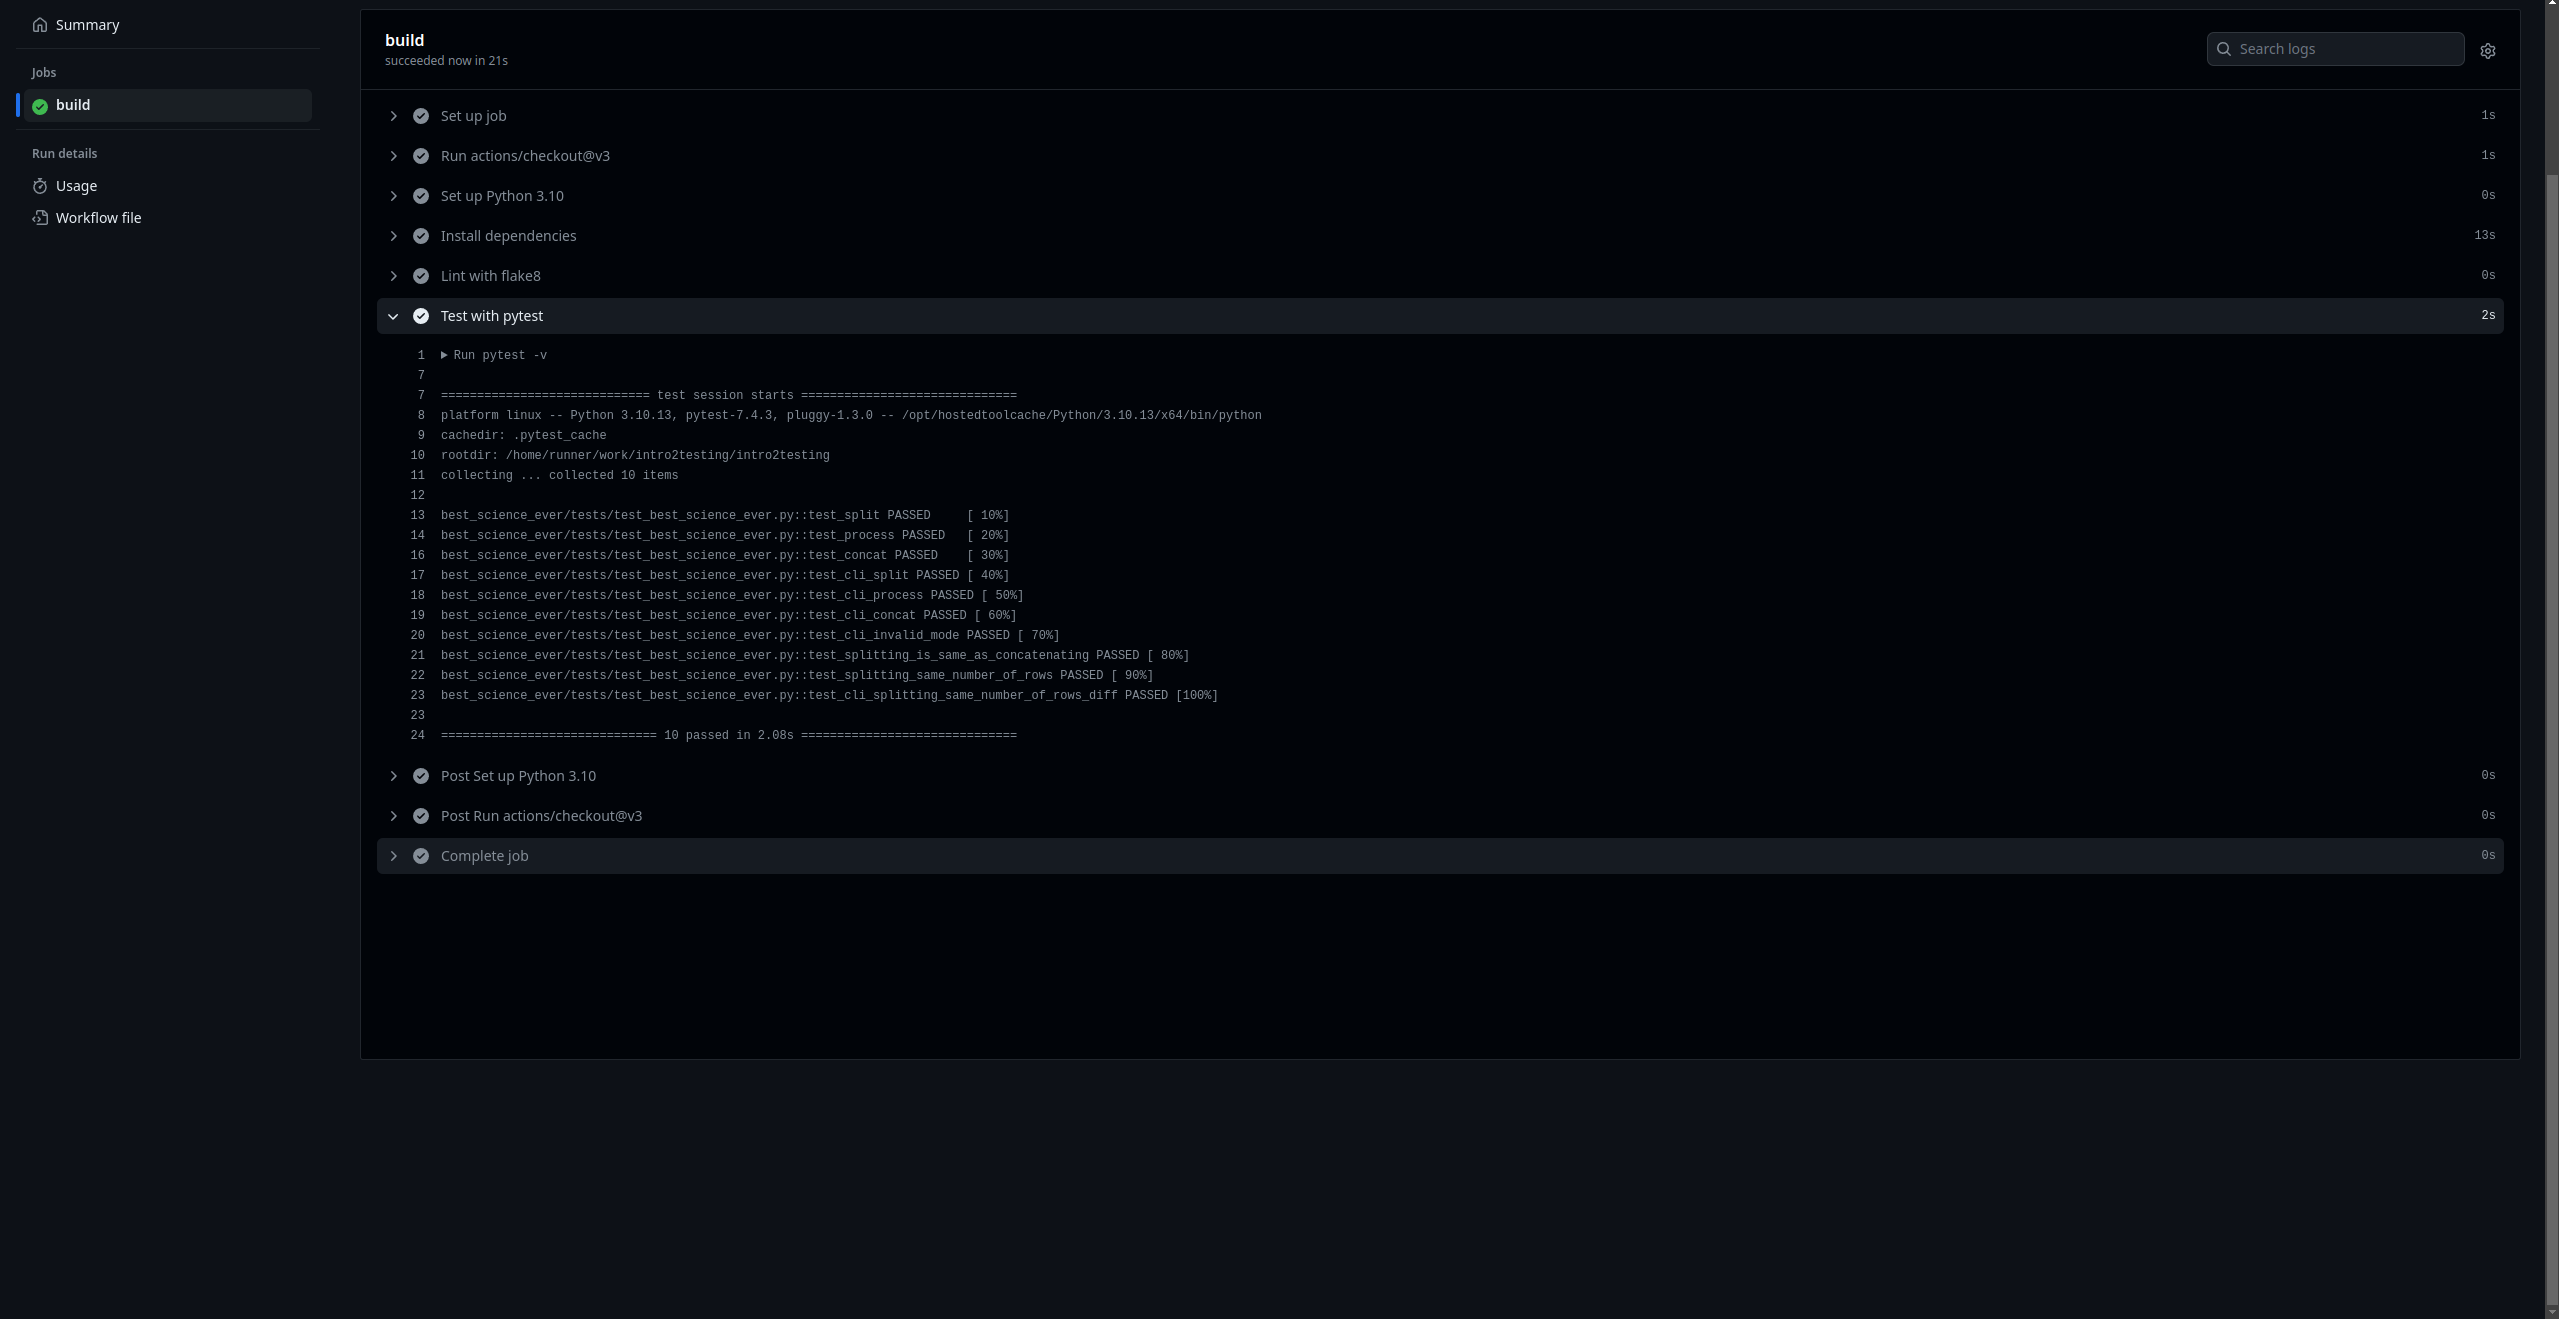 Summary
Jobs
build
Run details
Usage
Workflow file
build
succeeded now in 21s
Search logs
Set up job 1s
Run actions/checkout@v3 1s
Set up Python 3.10 0s
Install dependencies 13s
Lint with flake8 0s
Test with pytest 2s
1 Run pytest -v
7
7 ============================= test session starts ==============================
8 platform linux -- Python 3.10.13, pytest-7.4.3, pluggy-1.3.0 -- /opt/hostedtoolcache/Python/3.10.13/x64/bin/python
9 cachedir: .pytest_cache
10 rootdir: /home/runner/work/intro2testing/intro2testing
11 collecting ... collected 10 items
12
13 best_science_ever/tests/test_best_science_ever.py::test_split PASSED     [ 10%]
14 best_science_ever/tests/test_best_science_ever.py::test_process PASSED   [ 20%]
16 best_science_ever/tests/test_best_science_ever.py::test_concat PASSED    [ 30%]
17 best_science_ever/tests/test_best_science_ever.py::test_cli_split PASSED [ 40%]
18 best_science_ever/tests/test_best_science_ever.py::test_cli_process PASSED [ 50%]
19 best_science_ever/tests/test_best_science_ever.py::test_cli_concat PASSED [ 60%]
20 best_science_ever/tests/test_best_science_ever.py::test_cli_invalid_mode PASSED [ 70%]
21 best_science_ever/tests/test_best_science_ever.py::test_splitting_is_same_as_concatenating PASSED [ 80%]
22 best_science_ever/tests/test_best_science_ever.py::test_splitting_same_number_of_rows PASSED [ 90%]
23 best_science_ever/tests/test_best_science_ever.py::test_cli_splitting_same_number_of_rows_diff PASSED [100%]
23
24 ============================== 10 passed in 2.08s ==============================
Post Set up Python 3.10 0s
Post Run actions/checkout@v3 0s
Complete job 0s